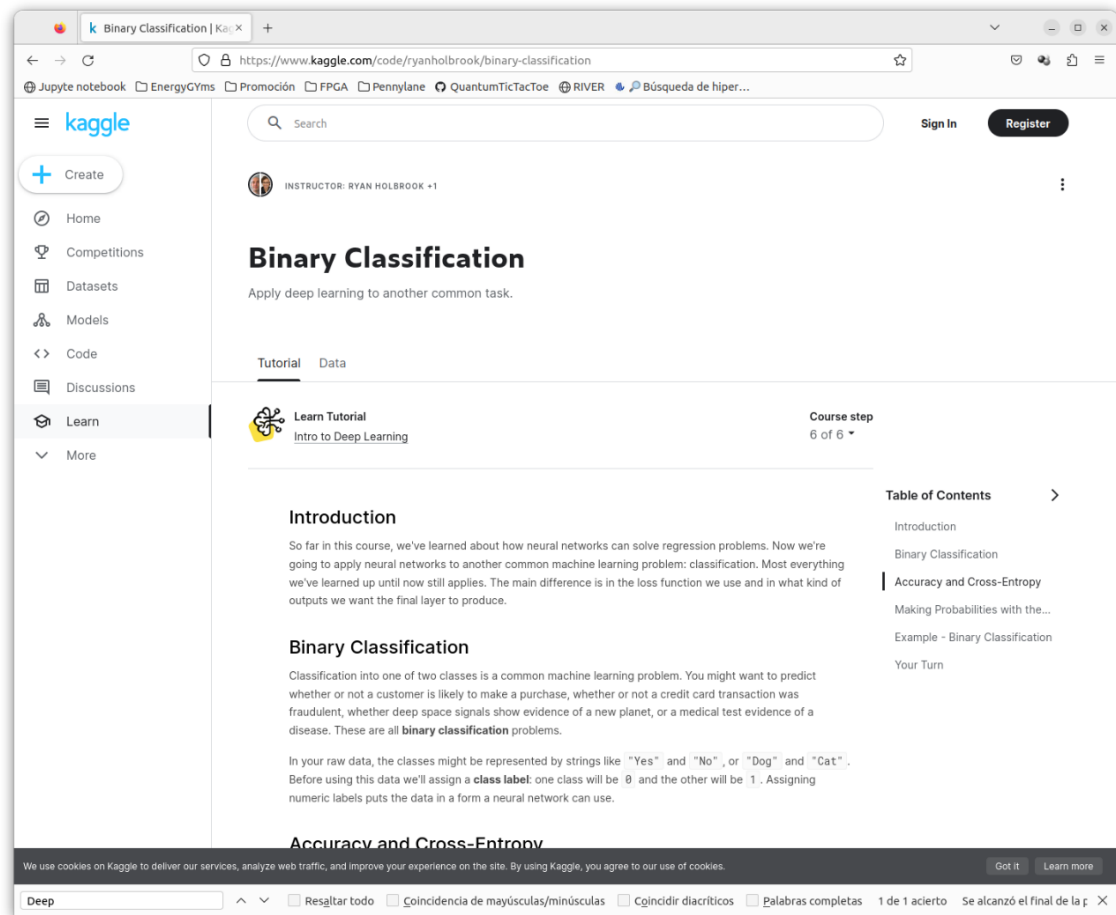 Binary Classification | Kag
https://www.kaggle.com/code/ryanholbrook/binary-classification
Jupyte notebook EnergyGYms Promoción FPGA Pennylane QuantumTicTacToe RIVER Búsqueda de hiper...
kaggle
Search
Sign In
Register
Create
Home
Competitions
Datasets
Models
Code
Discussions
Learn
More
INSTRUCTOR: RYAN HOLBROOK +1
Binary Classification
Apply deep learning to another common task.
Tutorial Data
Learn Tutorial
Intro to Deep Learning
Course step
6 of 6
Introduction
So far in this course, we've learned about how neural networks can solve regression problems. Now we're
going to apply neural networks to another common machine learning problem: classification. Most everything
we've learned up until now still applies. The main difference is in the loss function we use and in what kind of
outputs we want the final layer to produce.
Binary Classification
Classification into one of two classes is a common machine learning problem. You might want to predict
whether or not a customer is likely to make a purchase, whether or not a credit card transaction was
fraudulent, whether deep space signals show evidence of a new planet, or a medical test evidence of a
disease. These are all binary classification problems.
In your raw data, the classes might be represented by strings like "Yes" and "No", or "Dog" and "Cat".
Before using this data we'll assign a class label: one class will be 0 and the other will be 1. Assigning
numeric labels puts the data in a form a neural network can use.
Accuracy and Cross-Entropy
Table of Contents
Introduction
Binary Classification
Accuracy and Cross-Entropy
Making Probabilities with the...
Example - Binary Classification
Your Turn
We use cookies on Kaggle to deliver our services, analyze web traffic, and improve your experience on the site. By using Kaggle, you agree to our use of cookies.
Got it Learn more
Deep Resaltar todo Coincidencia de mayúsculas/minúsculas Coincidir diacríticos Palabras completas 1 de 1 acierto Se alcanzó el final de la p